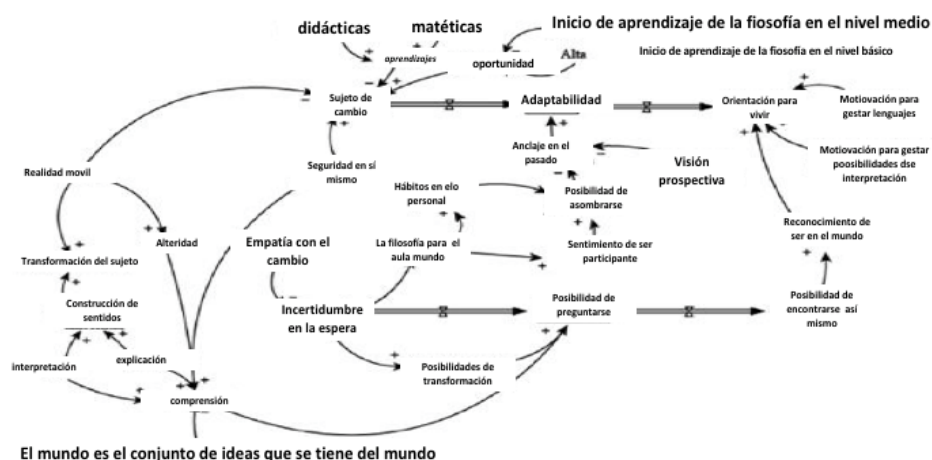 didácticas
matéticas
Inicio de aprendizaje de la fiosofía en el nivel medio
aprendizajes
oportunidad
Alta
Inicio de aprendizaje de la fiosofía en el nivel básico
Sujeto de
cambio
Adaptabilidad
Orientación para
vivir
Motiovación para
gestar lenguajes
Anclaje en el
pasado
Visión
prospectiva
Motiovación para gestar
poosibilidades dse
interpretación
Realidad movil
Seguridad en sí
mismo
Hábitos en elo
personal
Posibilidad de
asombrarse
Reconocimiento de
ser en el mundo
Alteridad
Empatía con el
cambio
La filosofía para el
aula mundo
Sentimiento de ser
participante
Transformación del sujeto
Construcción de
sentidos
Incertidumbre
en la espera
Posibilidad de
preguntarse
Posibilidad de
encontrarse así
mismo
interpretación
explicación
Posibilidades de
transformación
comprensión
El mundo es el conjunto de ideas que se tiene del mundo